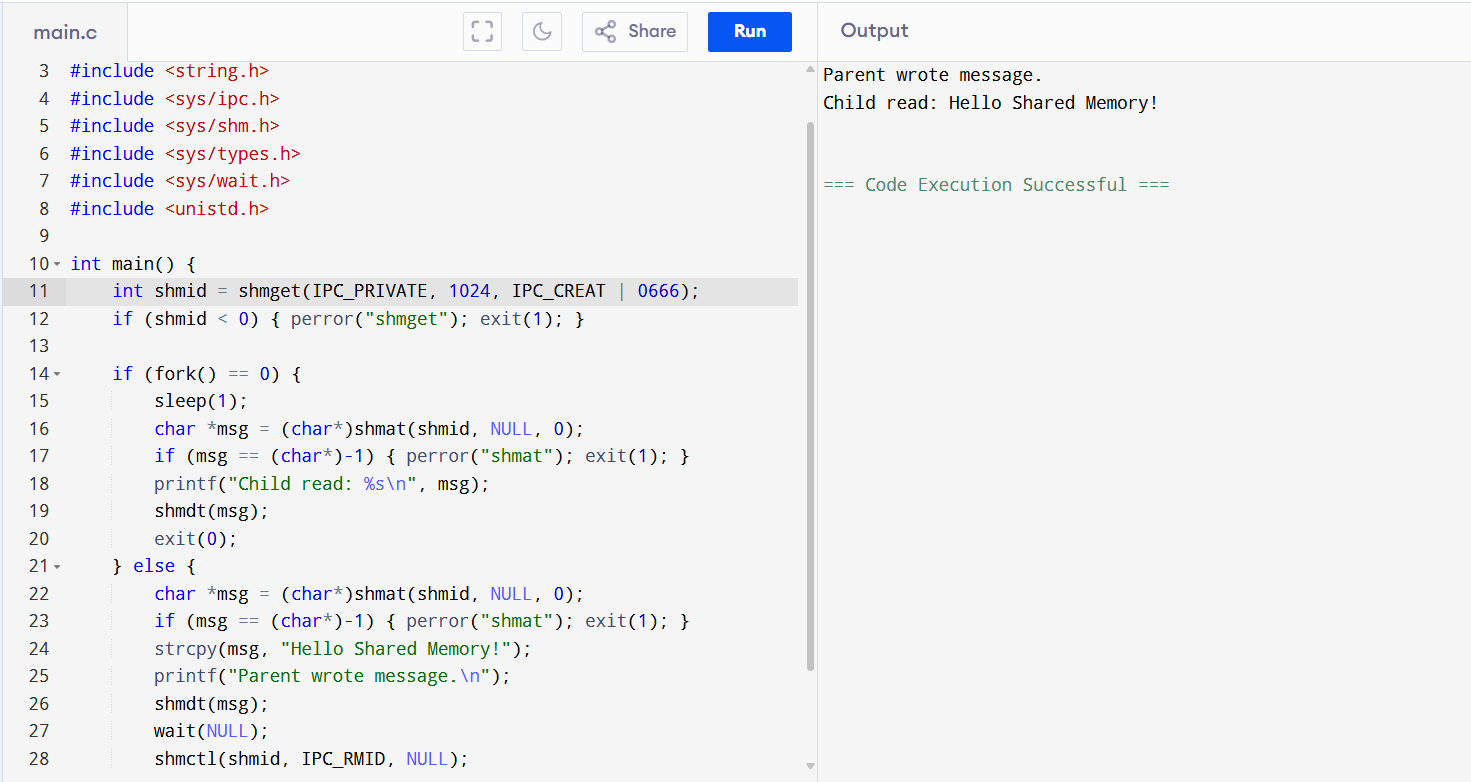 main.c
Share
Run
Output
3 #include <string.h>
4 #include <sys/ipc.h>
5 #include <sys/shm.h>
6 #include <sys/types.h>
7 #include <sys/wait.h>
8 #include <unistd.h>
9
10 int main() {
11     int shmid = shmget(IPC_PRIVATE, 1024, IPC_CREAT | 0666);
12     if (shmid < 0) { perror("shmget"); exit(1); }
13
14     if (fork() == 0) {
15         sleep(1);
16         char *msg = (char*)shmat(shmid, NULL, 0);
17         if (msg == (char*)-1) { perror("shmat"); exit(1); }
18         printf("Child read: %s\n", msg);
19         shmdt(msg);
20         exit(0);
21     } else {
22         char *msg = (char*)shmat(shmid, NULL, 0);
23         if (msg == (char*)-1) { perror("shmat"); exit(1); }
24         strcpy(msg, "Hello Shared Memory!");
25         printf("Parent wrote message.\n");
26         shmdt(msg);
27         wait(NULL);
28         shmctl(shmid, IPC_RMID, NULL);
Parent wrote message.
Child read: Hello Shared Memory!
=== Code Execution Successful ===